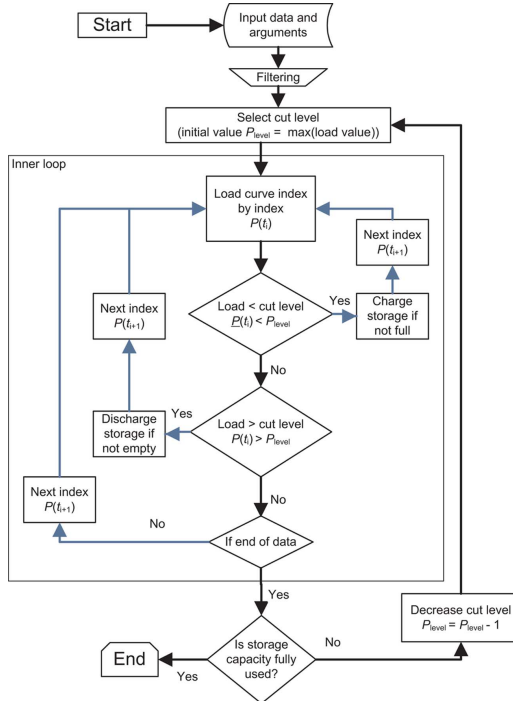 Start
Input data and
arguments
Filtering
Select cut level
(initial value Plevel = max(load value))
Inner loop
Load curve index
by index
P(ti)
Next index
P(ti+1)
Load < cut level
P(ti) < Plevel
Yes
Charge
storage if
not full
Next index
P(ti+1)
No
Discharge
storage if
not empty
Yes
Load > cut level
P(ti) > Plevel
Next index
P(ti+1)
No
No
If end of data
Yes
Decrease cut level
Plevel = Plevel - 1
End
Yes
Is storage
capacity fully
used?
No